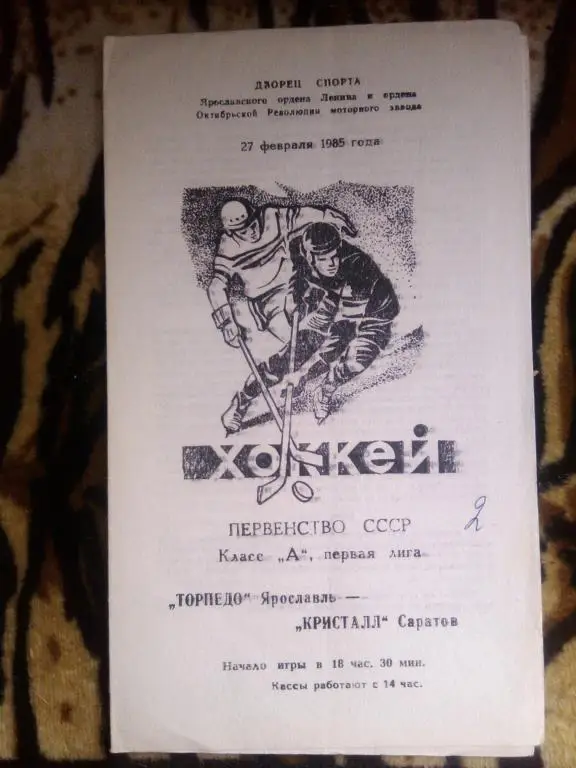 ДВОРЕЦ СПОРТА
Ярославского ордена Ленина и ордена
Октябрьской Революции моторного завода
27 февраля 1985 года
ХОККЕЙ
ПЕРВЕНСТВО СССР
2
Класс „А“, первая лига
„ТОРПЕДО“ Ярославль —
„КРИСТАЛЛ“ Саратов
Начало игры в 18 час. 30 мин.
Кассы работают с 14 час.